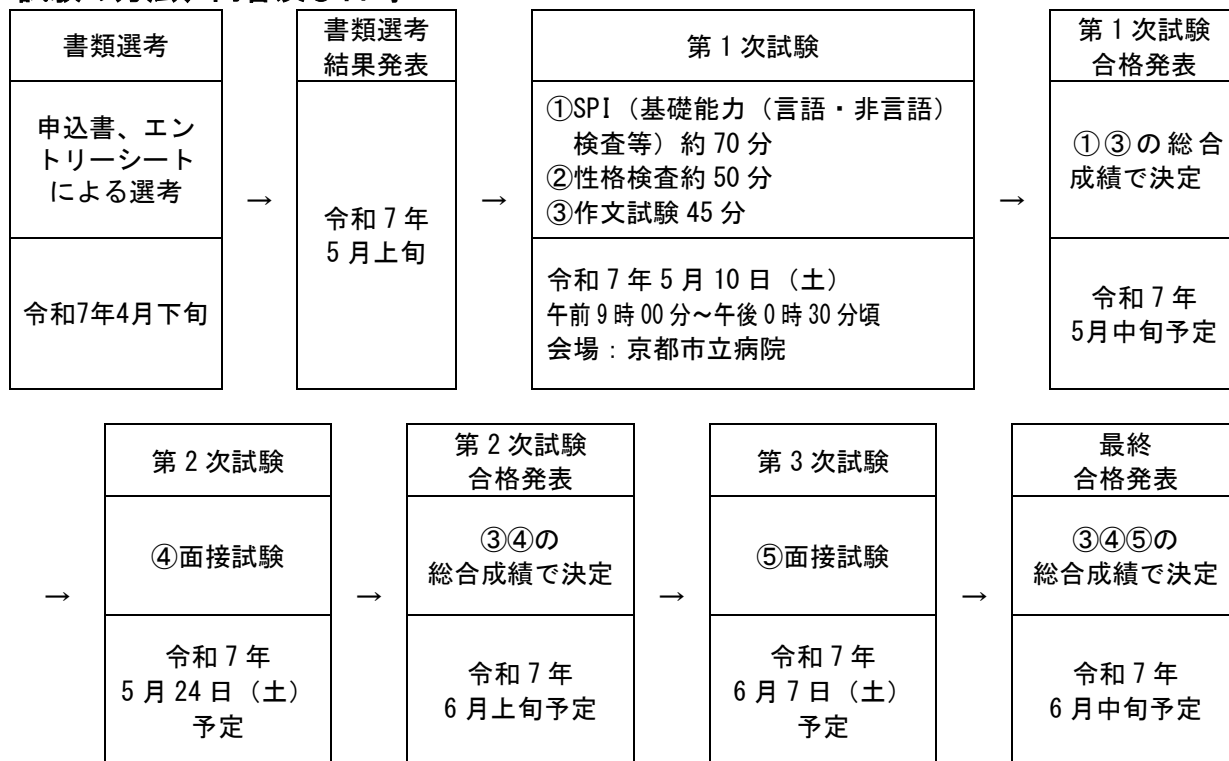 書類選考
申込書、エン
トリーシート
による選考
令和7年4月下旬
→
書類選考
結果発表
令和７年
５月上旬
→
第１次試験
①SPI（基礎能力（言語・非言語）
検査等）約70分
②性格検査約50分
③作文試験45分
令和７年５月10日（土）
午前９時00分～午後０時30分頃
会場：京都市立病院
→
第１次試験
合格発表
①③の総合
成績で決定
令和７年
5月中旬予定
→
第２次試験
④面接試験
令和７年
５月24日（土）
予定
→
第２次試験
合格発表
③④の
総合成績で決定
令和７年
６月上旬予定
→
第３次試験
⑤面接試験
令和７年
６月７日（土）
予定
→
最終
合格発表
③④⑤の
総合成績で決定
令和７年
６月中旬予定